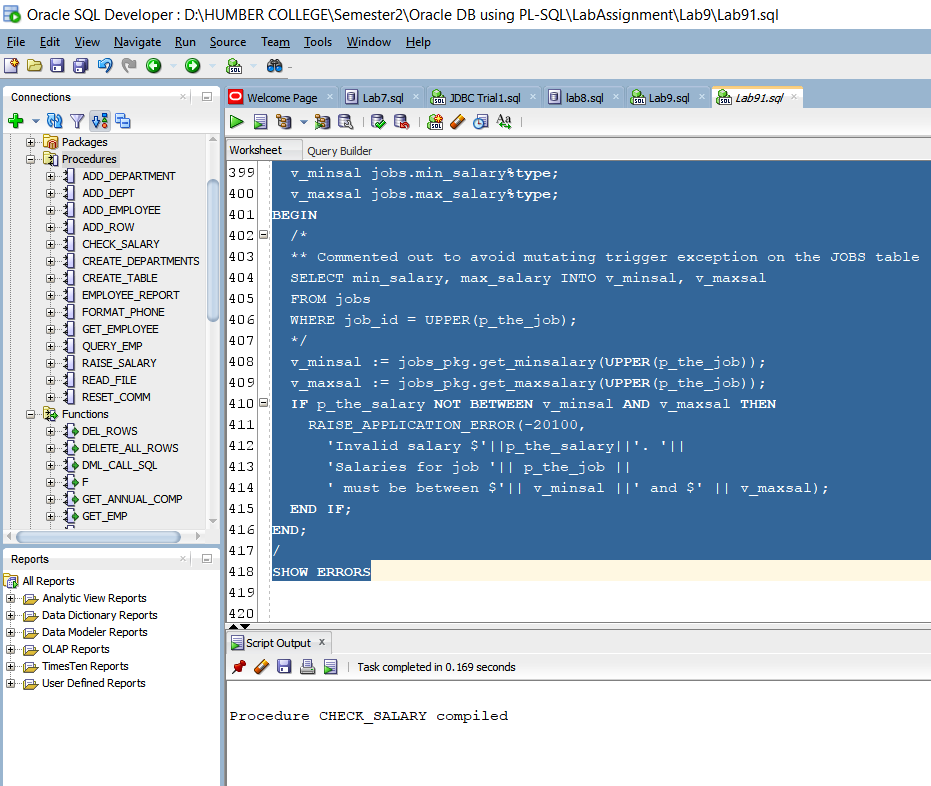 Oracle SQL Developer : D:\HUMBER COLLEGE\Semester2\Oracle DB using PL-SQL\LabAssignment\Lab9\Lab91.sql
File Edit View Navigate Run Source Team Tools Window Help
Connections
Packages
Procedures
ADD_DEPARTMENT
ADD_DEPT
ADD_EMPLOYEE
ADD_ROW
CHECK_SALARY
CREATE_DEPARTMENTS
CREATE_TABLE
EMPLOYEE_REPORT
FORMAT_PHONE
GET_EMPLOYEE
QUERY_EMP
RAISE_SALARY
READ_FILE
RESET_COMM
Functions
DEL_ROWS
DELETE_ALL_ROWS
DML_CALL_SQL
F
GET_ANNUAL_COMP
GET_EMP
Reports
All Reports
Analytic View Reports
Data Dictionary Reports
Data Modeler Reports
OLAP Reports
TimesTen Reports
User Defined Reports
Welcome Page Lab7.sql JDBC Trial1.sql lab8.sql Lab9.sql Lab91.sql
Worksheet Query Builder
399 v_minsal jobs.min_salary%type;
400 v_maxsal jobs.max_salary%type;
401 BEGIN
402 /*
403 ** Commented out to avoid mutating trigger exception on the JOBS table
404 SELECT min_salary, max_salary INTO v_minsal, v_maxsal
405 FROM jobs
406 WHERE job_id = UPPER(p_the_job);
407 */
408 v_minsal := jobs_pkg.get_minsalary(UPPER(p_the_job));
409 v_maxsal := jobs_pkg.get_maxsalary(UPPER(p_the_job));
410 IF p_the_salary NOT BETWEEN v_minsal AND v_maxsal THEN
411 RAISE_APPLICATION_ERROR(-20100,
412 'Invalid salary $'||p_the_salary||'. '||
413 'Salaries for job '|| p_the_job ||
414 ' must be between $'|| v_minsal ||' and $' || v_maxsal);
415 END IF;
416 END;
417 /
418 SHOW ERRORS
419
420
Script Output
Task completed in 0.169 seconds
Procedure CHECK_SALARY compiled